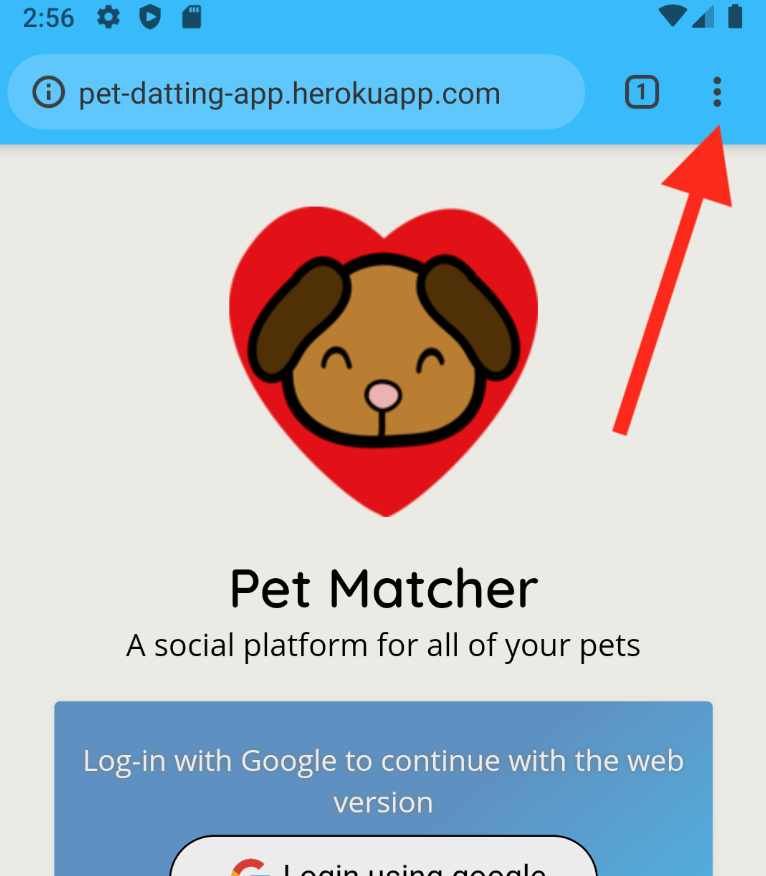 2:56
pet-datting-app.herokuapp.com
1
Pet Matcher
A social platform for all of your pets
Log-in with Google to continue with the web
version
Login using google